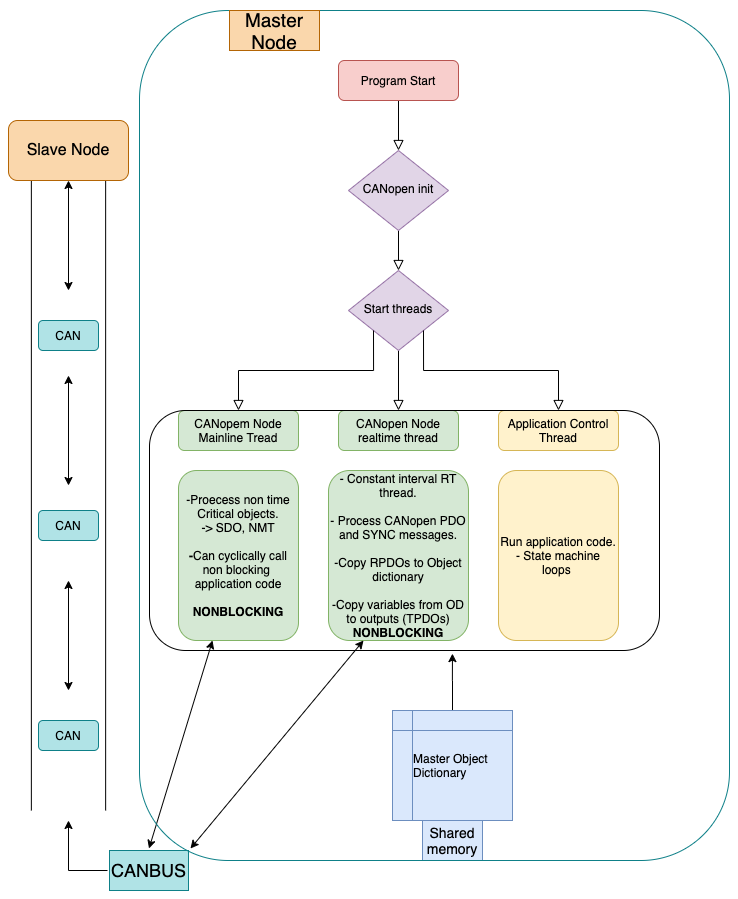 Master
Node
Program Start
Slave Node
CANopen init
Start threads
CAN
CANopem Node
Mainline Tread
CANopen Node
realtime thread
Application Control
Thread
-Proecess non time
Critical objects.
-> SDO, NMT
-Can cyclically call
non blocking
application code
NONBLOCKING
- Constant interval RT
thread.
- Process CANopen PDO
and SYNC messages.
-Copy RPDOs to Object
dictionary
-Copy variables from OD
to outputs (TPDOs)
NONBLOCKING
Run application code.
- State machine
loops
CAN
CAN
Master Object
Dictionary
Shared
memory
CANBUS